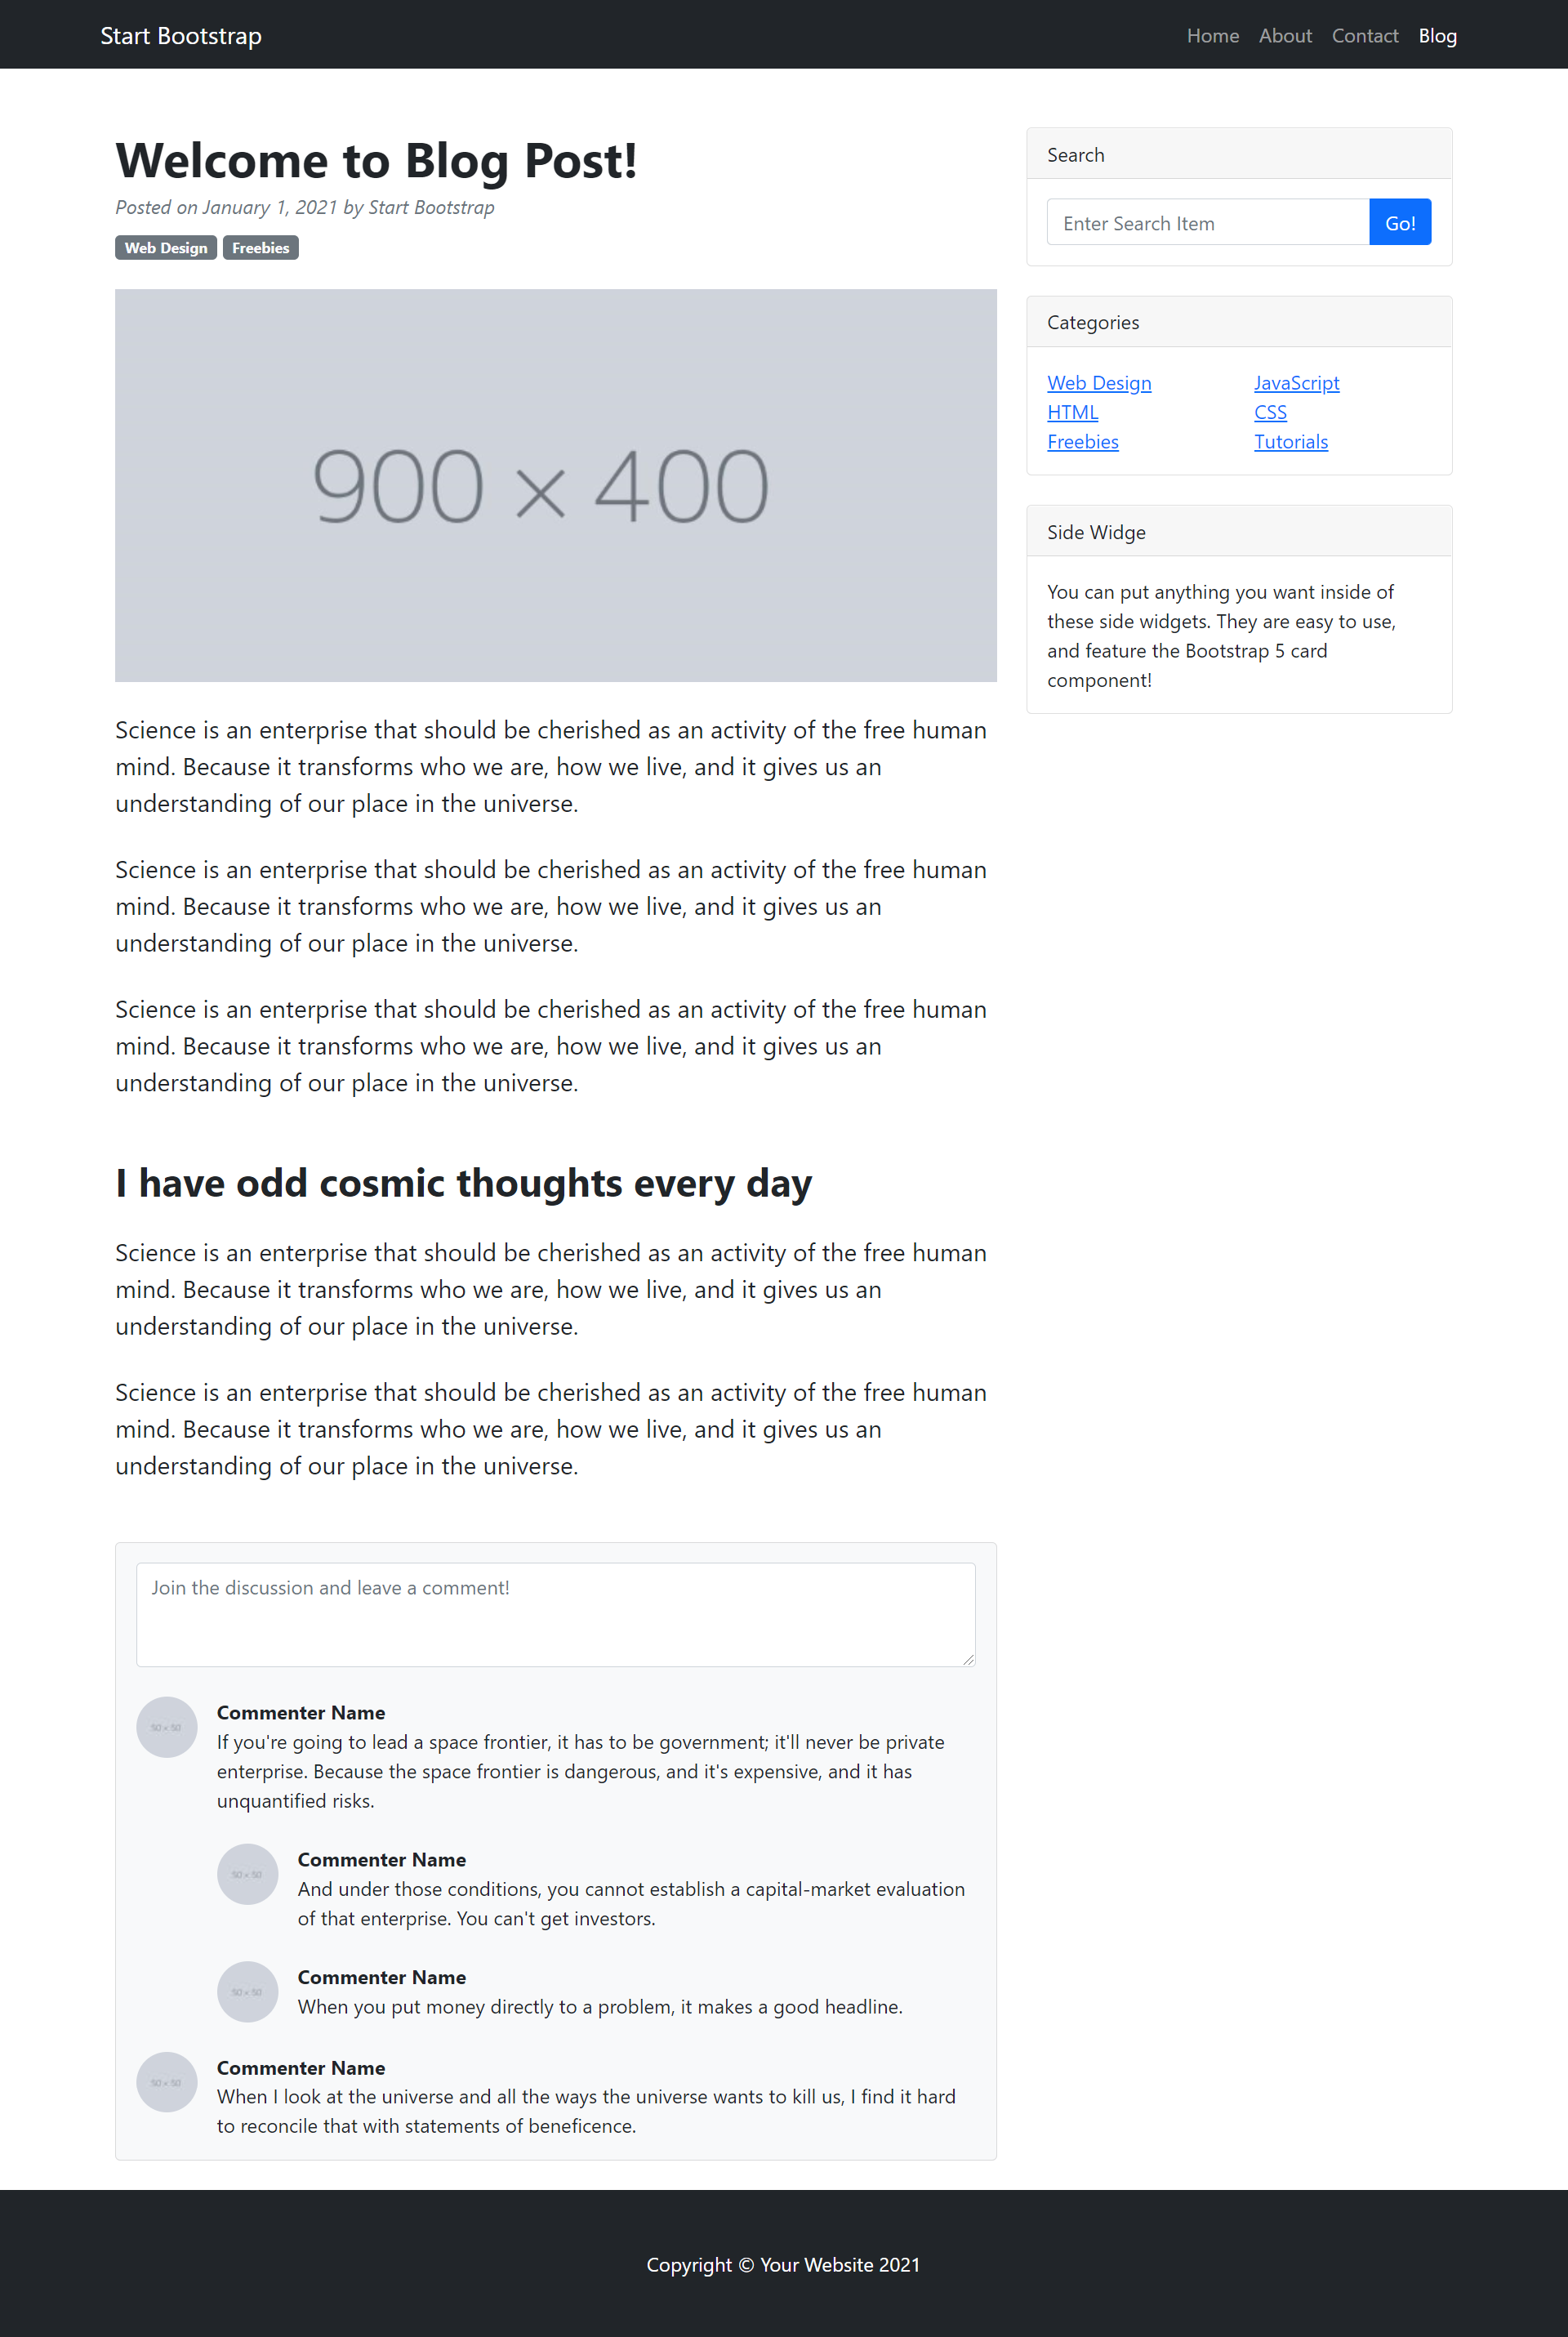 Start Bootstrap
Home About Contact Blog
Welcome to Blog Post!
Posted on January 1, 2021 by Start Bootstrap
Web Design Freebies
900 × 400
Science is an enterprise that should be cherished as an activity of the free human
mind. Because it transforms who we are, how we live, and it gives us an
understanding of our place in the universe.
Science is an enterprise that should be cherished as an activity of the free human
mind. Because it transforms who we are, how we live, and it gives us an
understanding of our place in the universe.
Science is an enterprise that should be cherished as an activity of the free human
mind. Because it transforms who we are, how we live, and it gives us an
understanding of our place in the universe.
I have odd cosmic thoughts every day
Science is an enterprise that should be cherished as an activity of the free human
mind. Because it transforms who we are, how we live, and it gives us an
understanding of our place in the universe.
Science is an enterprise that should be cherished as an activity of the free human
mind. Because it transforms who we are, how we live, and it gives us an
understanding of our place in the universe.
Join the discussion and leave a comment!
50 × 50
Commenter Name
If you're going to lead a space frontier, it has to be government; it'll never be private
enterprise. Because the space frontier is dangerous, and it's expensive, and it has
unquantified risks.
50 × 50
Commenter Name
And under those conditions, you cannot establish a capital-market evaluation
of that enterprise. You can't get investors.
50 × 50
Commenter Name
When you put money directly to a problem, it makes a good headline.
50 × 50
Commenter Name
When I look at the universe and all the ways the universe wants to kill us, I find it hard
to reconcile that with statements of beneficence.
Search
Enter Search Item Go!
Categories
Web Design JavaScript
HTML CSS
Freebies Tutorials
Side Widge
You can put anything you want inside of
these side widgets. They are easy to use,
and feature the Bootstrap 5 card
component!
Copyright © Your Website 2021